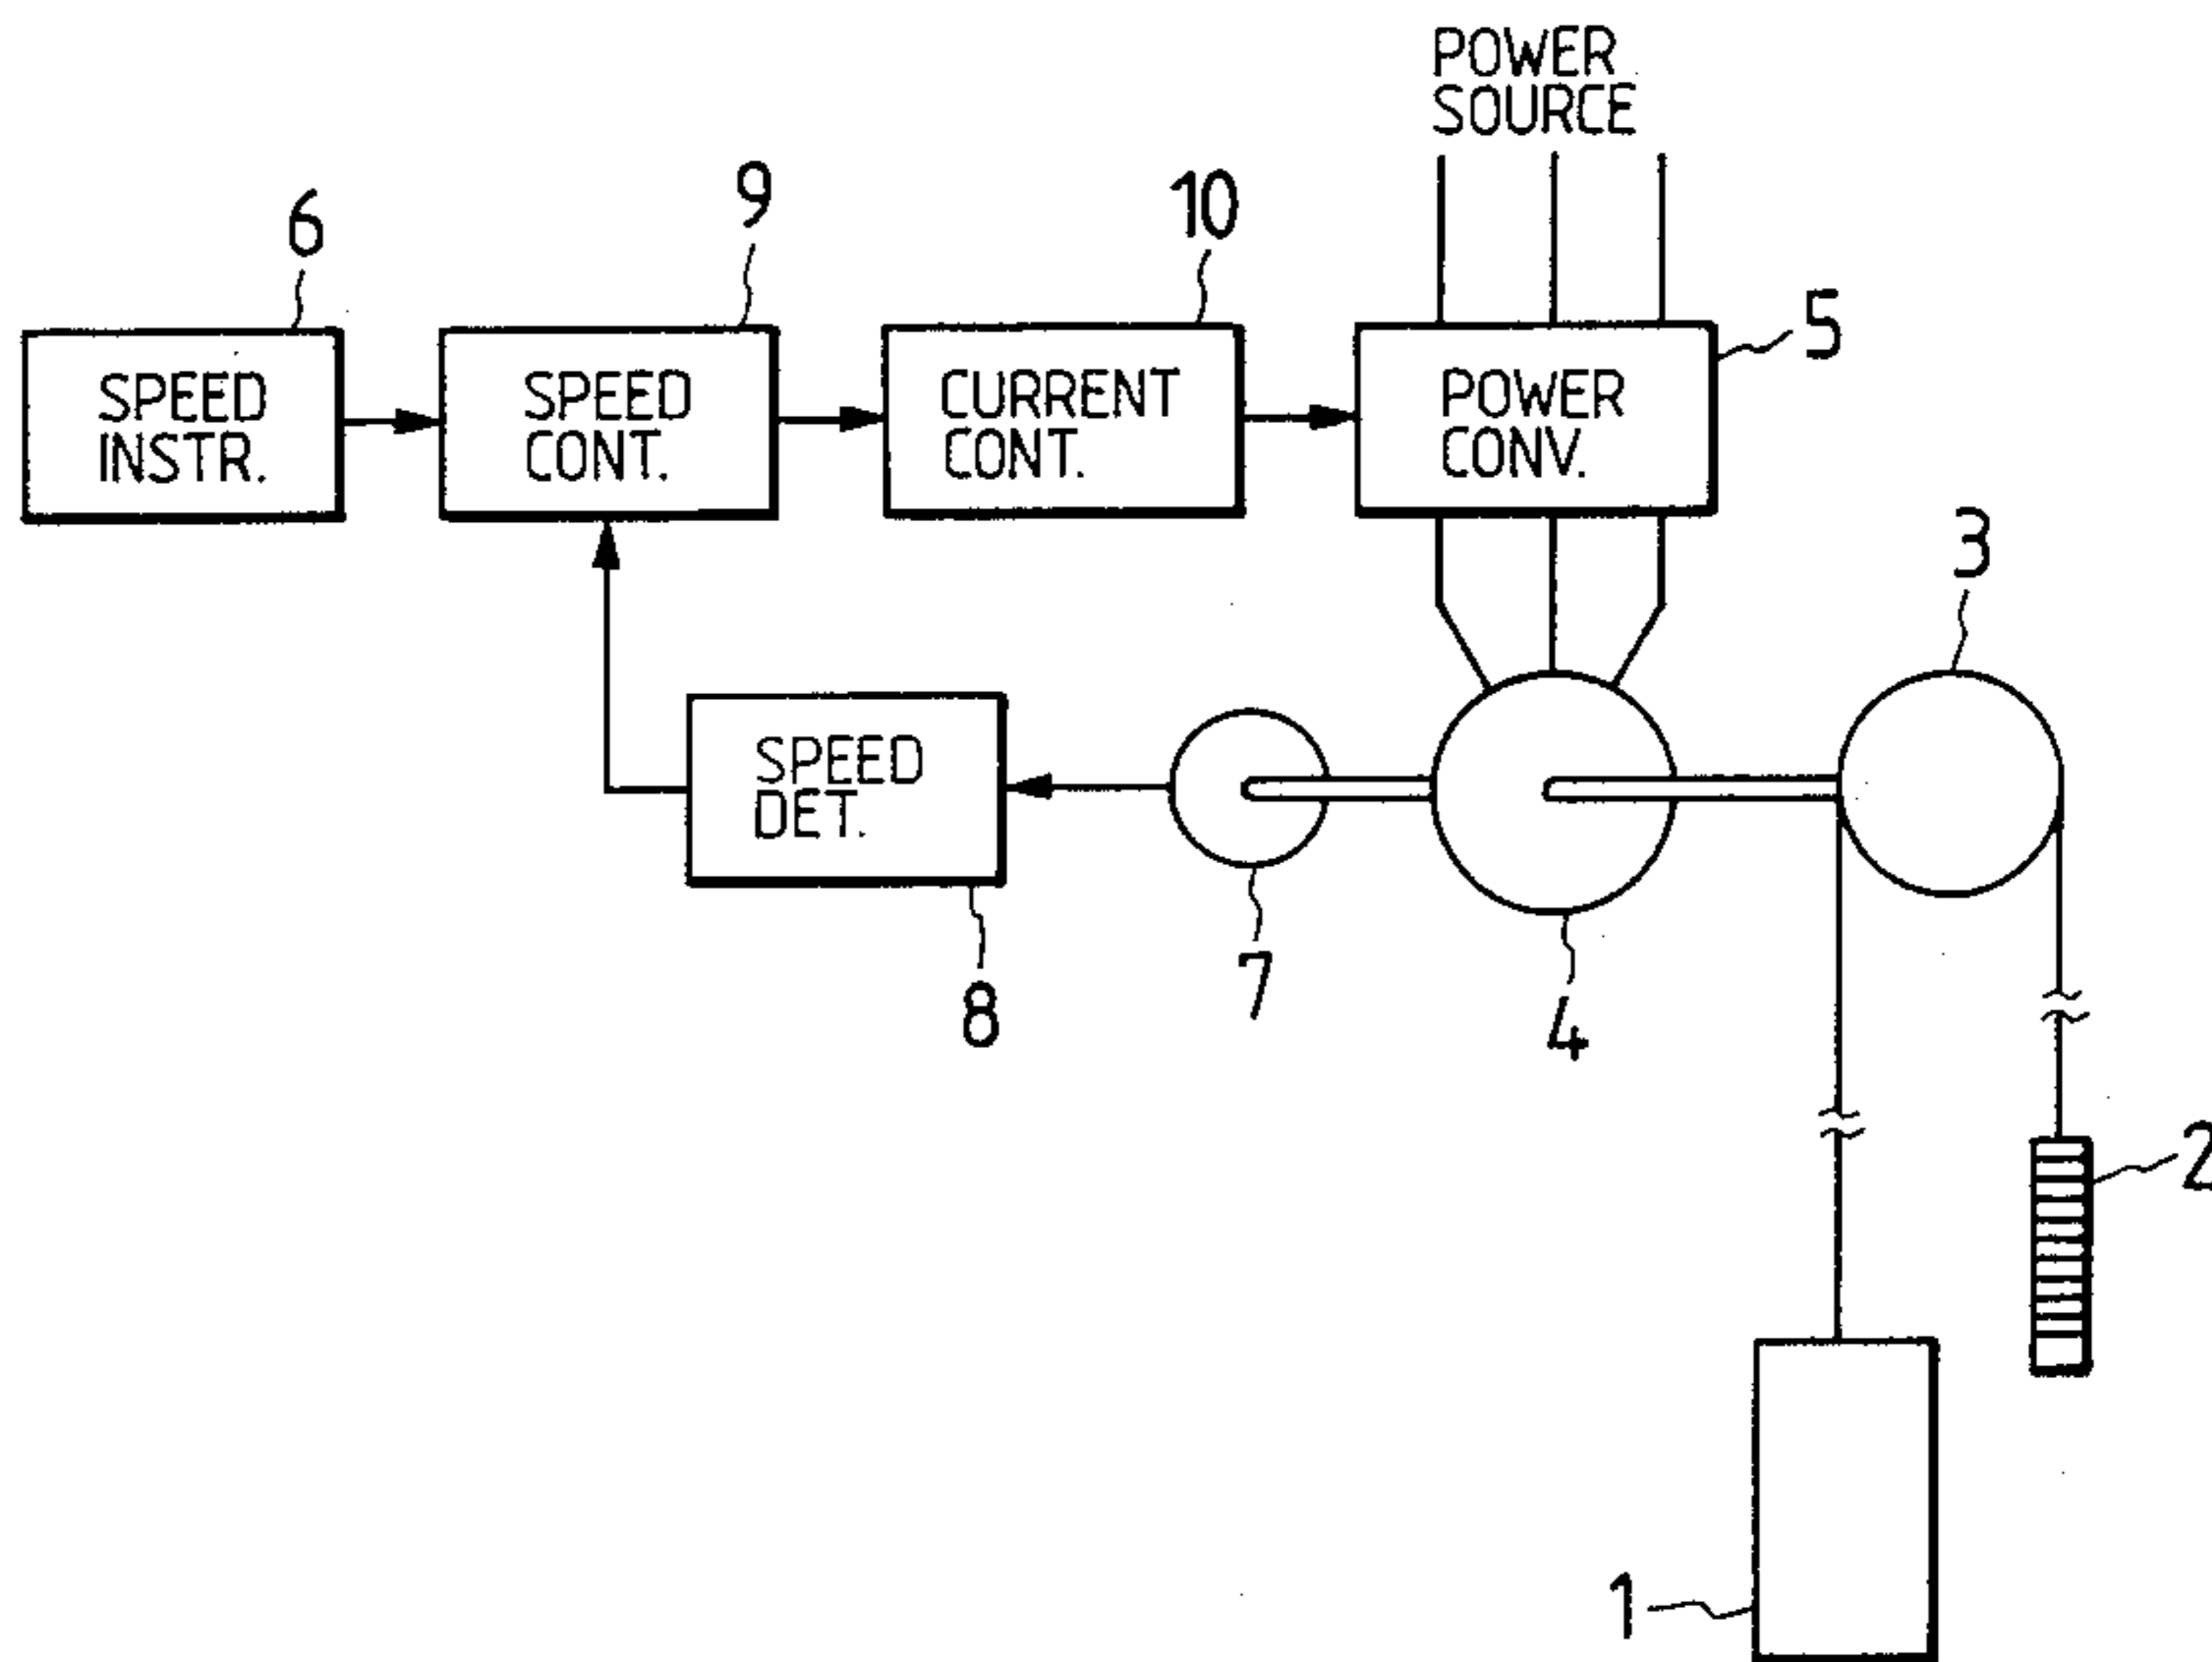 POWER
SOURCE
6
9
10
5
SPEED
INSTR.
SPEED
CONT.
CURRENT
CONT.
POWER
CONV.
3
SPEED
DET.
7
8
4
2
1